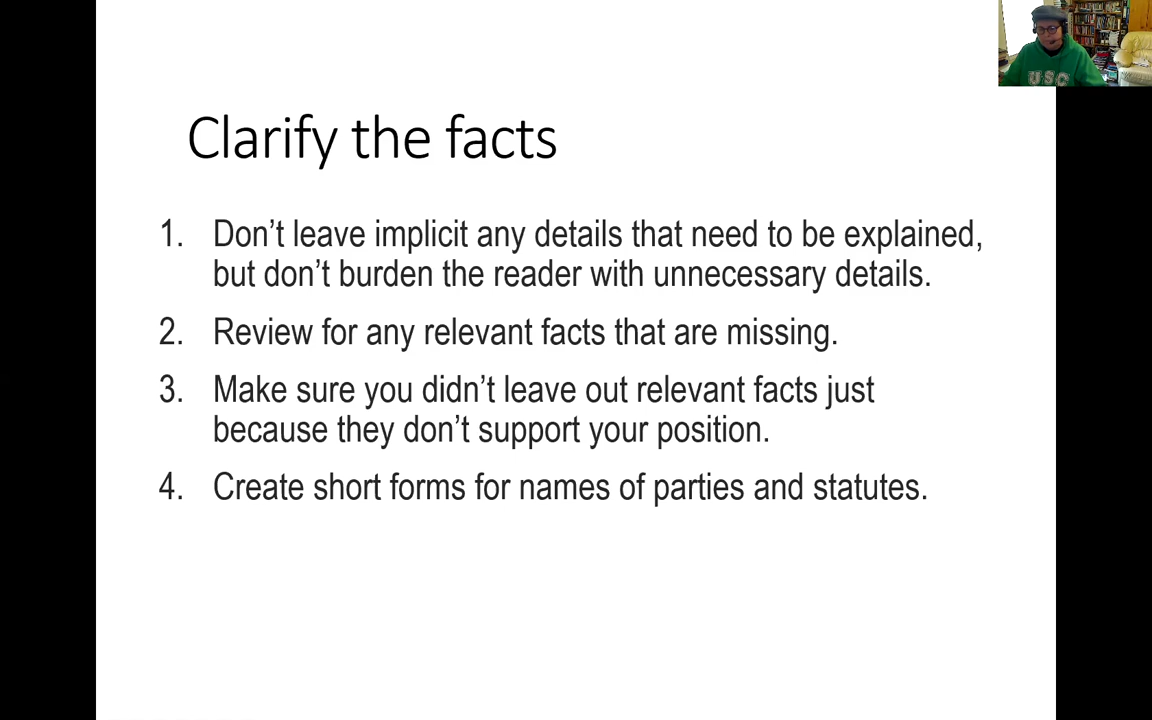 Clarify the facts
1. Don’t leave implicit any details that need to be explained,
but don’t burden the reader with unnecessary details.
2. Review for any relevant facts that are missing.
3. Make sure you didn’t leave out relevant facts just
because they don’t support your position.
4. Create short forms for names of parties and statutes.
USC